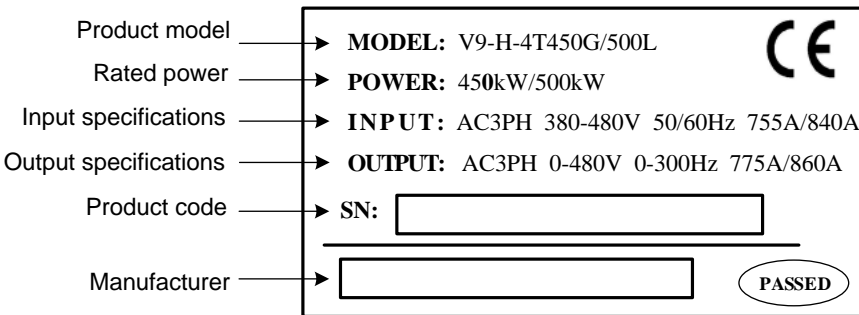 Product model
MODEL: V9-H-4T450G/500L
CE
Rated power
POWER: 450kW/500kW
Input specifications
INPUT: AC3PH 380-480V 50/60Hz 755A/840A
Output specifications
OUTPUT: AC3PH 0-480V 0-300Hz 775A/860A
Product code
SN:
Manufacturer
PASSED